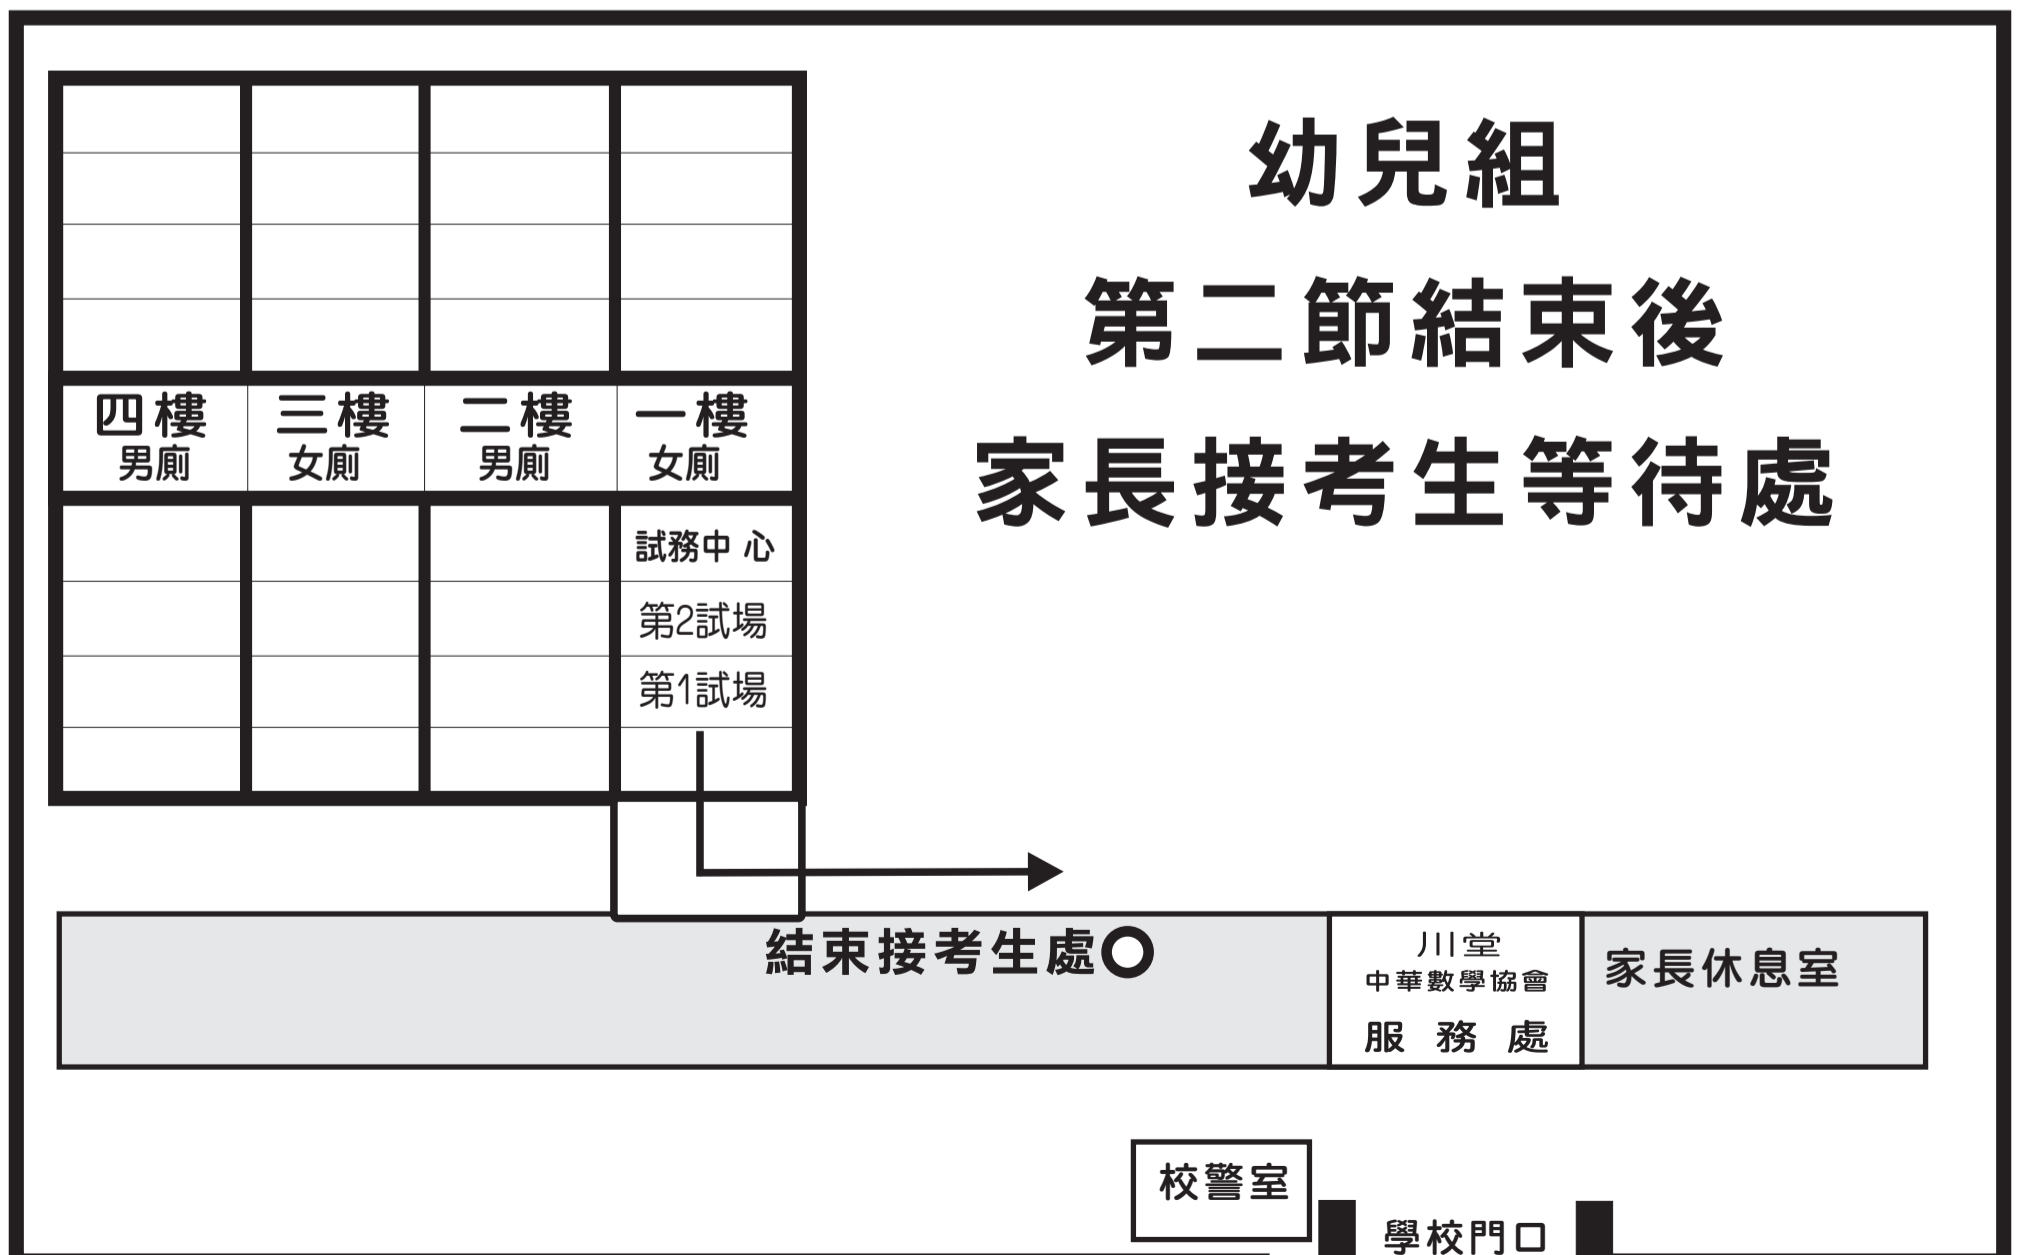 幼兒組
第二節結束後
家長接考生等待處
四樓
男廁
三樓
女廁
二樓
男廁
一樓
女廁
試務中心
第2試場
第1試場
結束接考生處
川堂
中華數學協會
服務處
家長休息室
校警室
學校門口